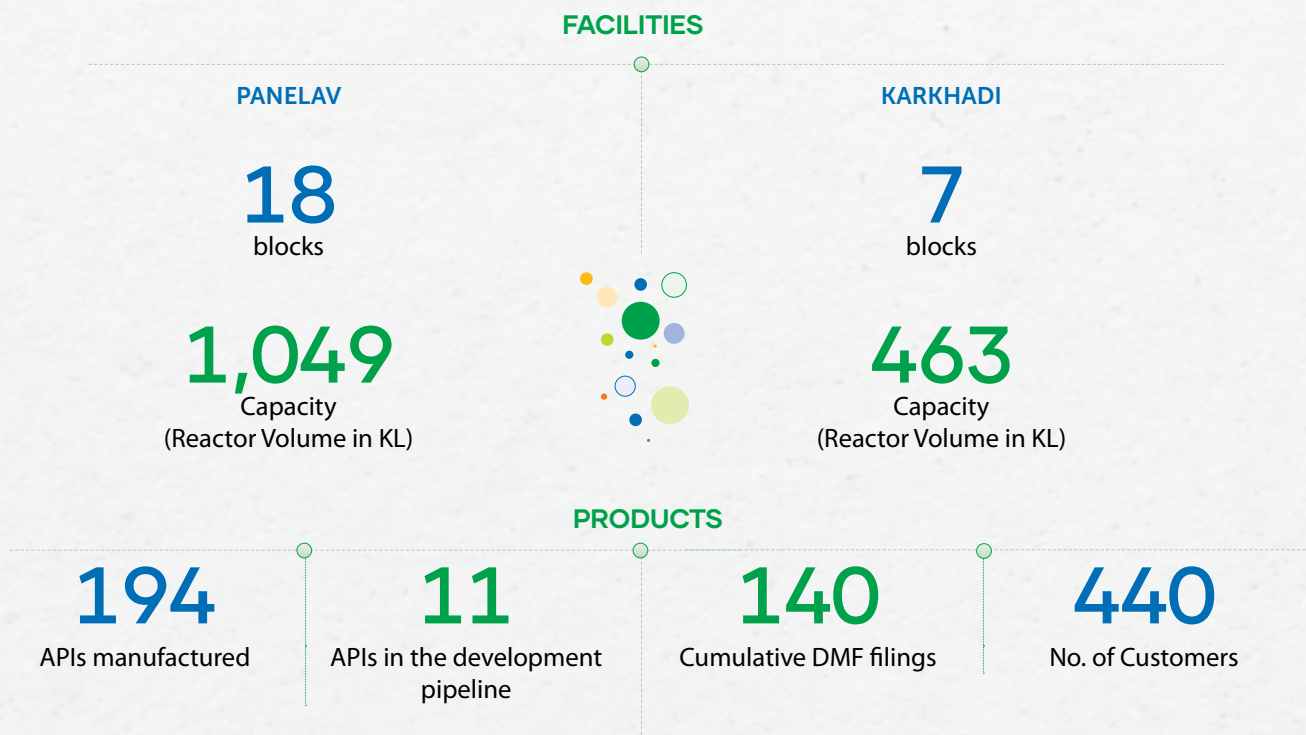 FACILITIES
PANELAV
18
blocks
1,049
Capacity
(Reactor Volume in KL)
KARKHADI
7
blocks
463
Capacity
(Reactor Volume in KL)
PRODUCTS
194
APIs manufactured
11
APIs in the development
pipeline
140
Cumulative DMF filings
440
No. of Customers